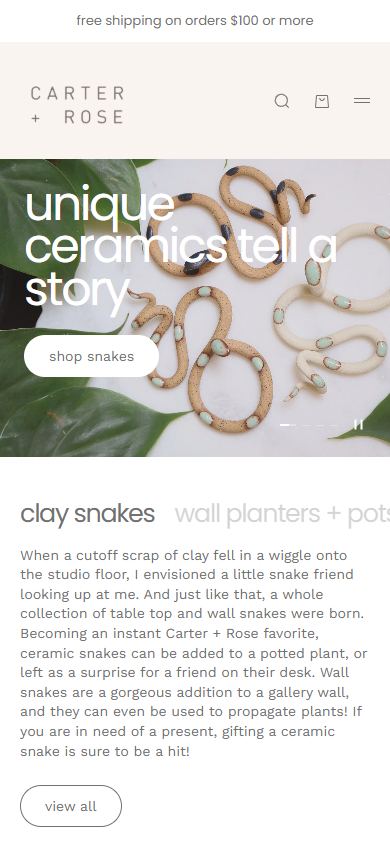 free shipping on orders $100 or more
CARTER
+ ROSE
unique
ceramics tell a
story
shop snakes
clay snakes wall planters + pots
When a cutoff scrap of clay fell in a wiggle onto
the studio floor, I envisioned a little snake friend
looking up at me. And just like that, a whole
collection of table top and wall snakes were born.
Becoming an instant Carter + Rose favorite,
ceramic snakes can be added to a potted plant, or
left as a surprise for a friend on their desk. Wall
snakes are a gorgeous addition to a gallery wall,
and they can even be used to propagate plants! If
you are in need of a present, gifting a ceramic
snake is sure to be a hit!
view all